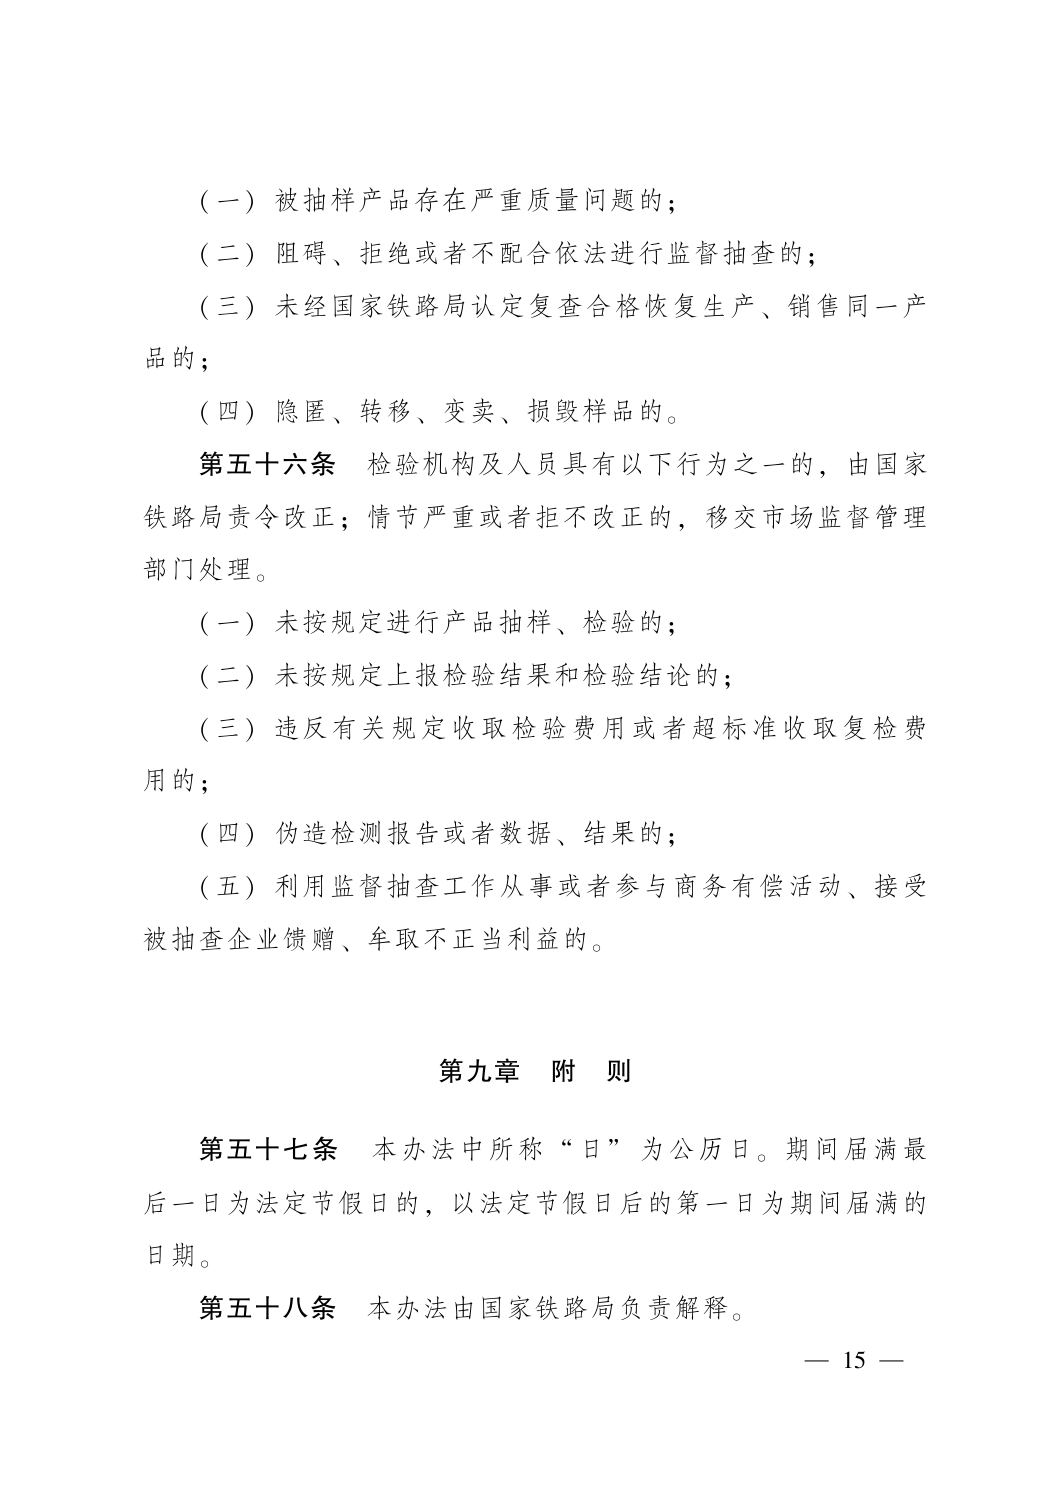 （一）被抽样产品存在严重质量问题的；
（二）阻碍、拒绝或者不配合依法进行监督抽查的；
（三）未经国家铁路局认定复查合格恢复生产、销售同一产
品的；
（四）隐匿、转移、变卖、损毁样品的。
第五十六条　检验机构及人员具有以下行为之一的，由国家
铁路局责令改正；情节严重或者拒不改正的，移交市场监督管理
部门处理。
（一）未按规定进行产品抽样、检验的；
（二）未按规定上报检验结果和检验结论的；
（三）违反有关规定收取检验费用或者超标准收取复检费
用的；
（四）伪造检测报告或者数据、结果的；
（五）利用监督抽查工作从事或者参与商务有偿活动、接受
被抽查企业馈赠、牟取不正当利益的。
第九章　附　则
第五十七条　本办法中所称“日”为公历日。期间届满最
后一日为法定节假日的，以法定节假日后的第一日为期间届满的
日期。
第五十八条　本办法由国家铁路局负责解释。
— 15 —